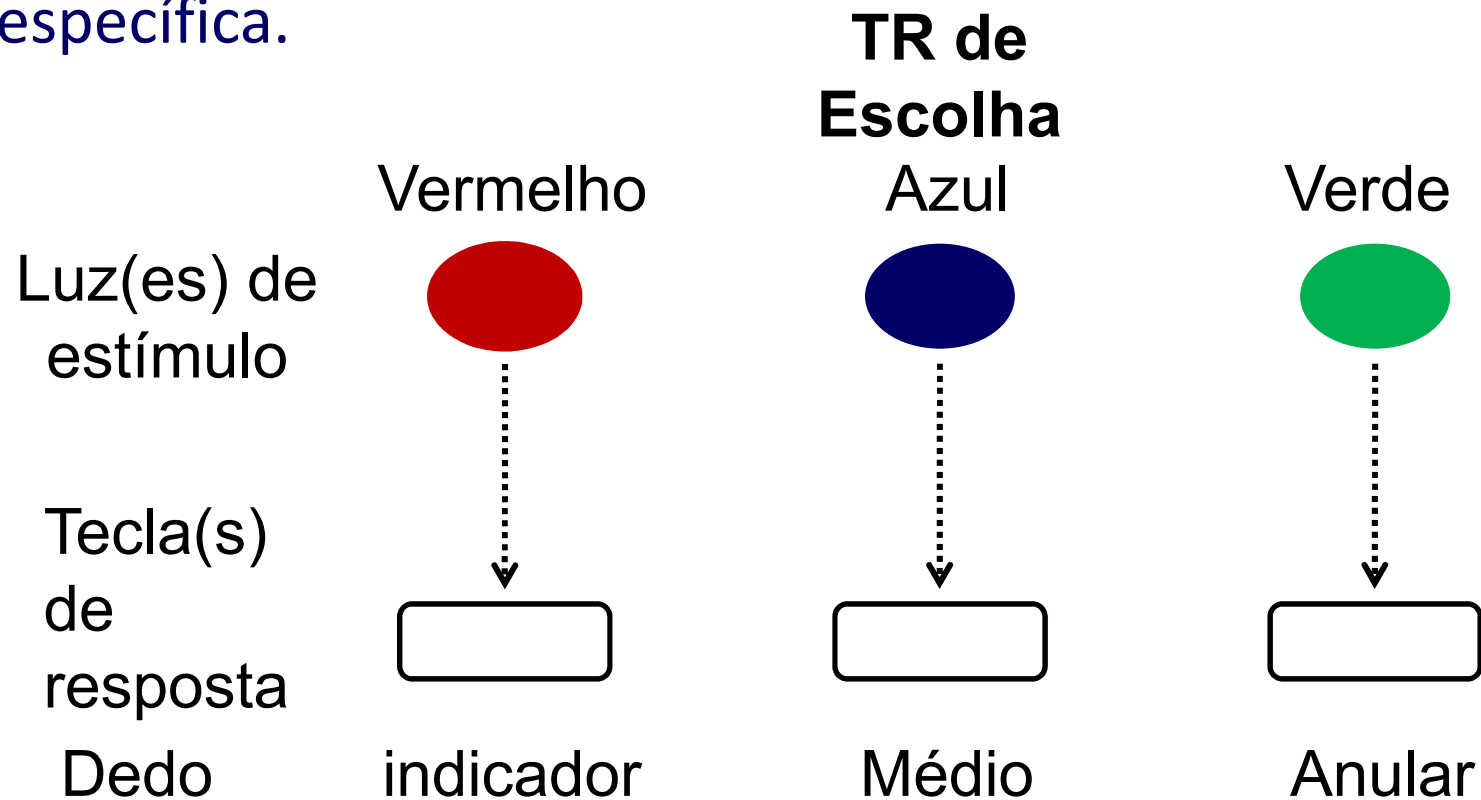 específica.
TR de
Escolha
Vermelho Azul Verde
Luz(es) de
estímulo
Tecla(s)
de
resposta
Dedo indicador Médio Anular